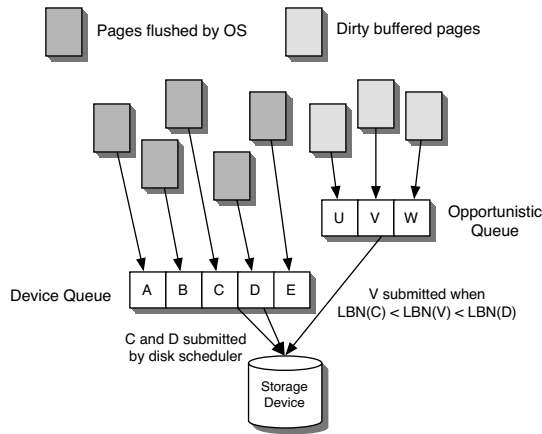 Pages flushed by OS
Dirty buffered pages
U V W
Opportunistic
Queue
A B C D E
Device Queue
V submitted when
LBN(C) < LBN(V) < LBN(D)
C and D submitted
by disk scheduler
Storage
Device